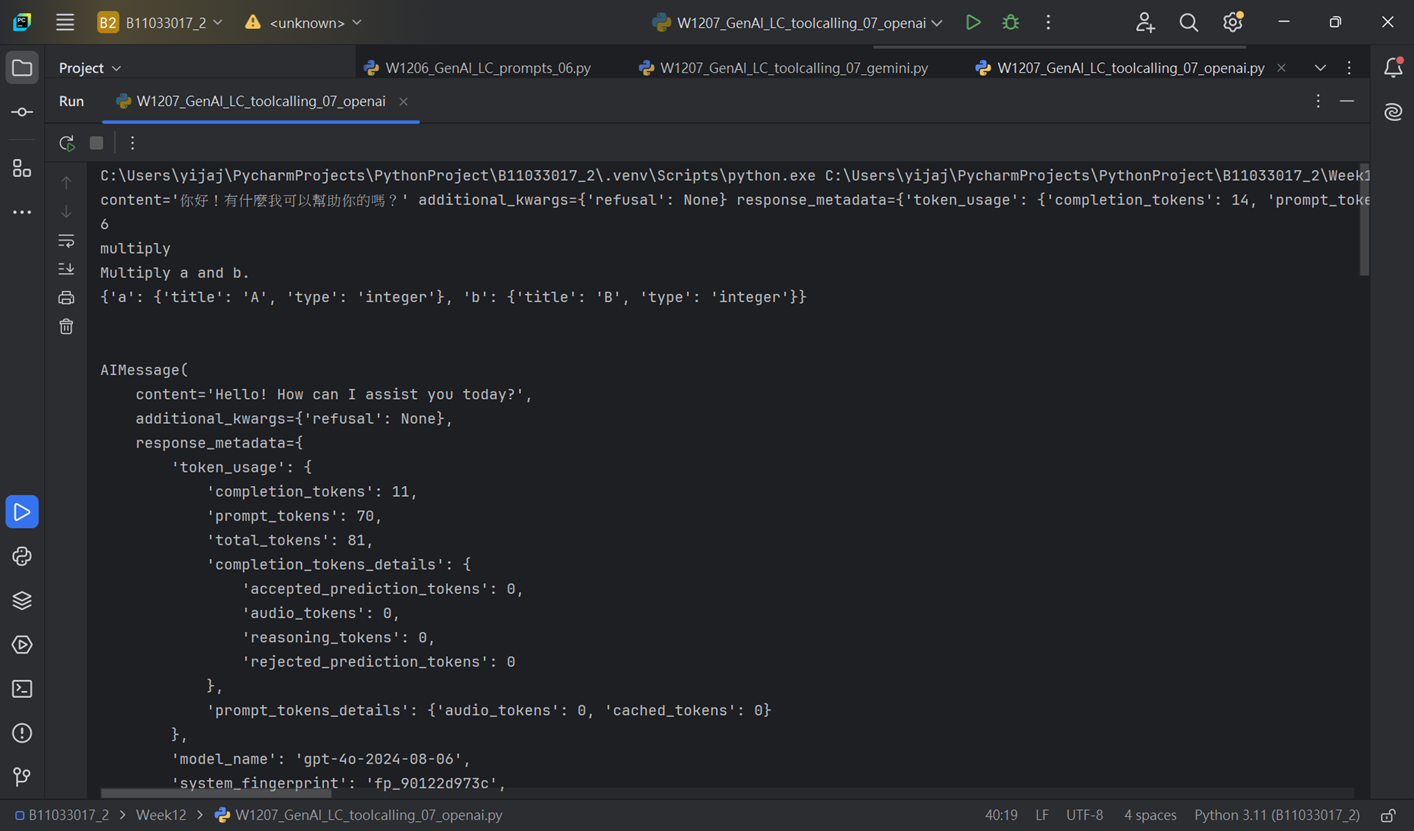 PC
B2 B11033017_2 <unknown> W1207_GenAI_LC_toolcalling_07_openai
Project W1206_GenAI_LC_prompts_06.py W1207_GenAI_LC_toolcalling_07_gemini.py W1207_GenAI_LC_toolcalling_07_openai.py
Run W1207_GenAI_LC_toolcalling_07_openai
C:\Users\yijaj\PycharmProjects\PythonProject\B11033017_2\.venv\Scripts\python.exe C:\Users\yijaj\PycharmProjects\PythonProject\B11033017_2\Week1
content='你好！有什麼我可以幫助你的嗎？' additional_kwargs={'refusal': None} response_metadata={'token_usage': {'completion_tokens': 14, 'prompt_toke
6
multiply
Multiply a and b.
{'a': {'title': 'A', 'type': 'integer'}, 'b': {'title': 'B', 'type': 'integer'}}
AIMessage(
content='Hello! How can I assist you today?',
additional_kwargs={'refusal': None},
response_metadata={
'token_usage': {
'completion_tokens': 11,
'prompt_tokens': 70,
'total_tokens': 81,
'completion_tokens_details': {
'accepted_prediction_tokens': 0,
'audio_tokens': 0,
'reasoning_tokens': 0,
'rejected_prediction_tokens': 0
},
'prompt_tokens_details': {'audio_tokens': 0, 'cached_tokens': 0}
},
'model_name': 'gpt-4o-2024-08-06',
'system_fingerprint': 'fp_90122d973c',
B11033017_2 > Week12 > W1207_GenAI_LC_toolcalling_07_openai.py 40:19 LF UTF-8 4 spaces Python 3.11 (B11033017_2)